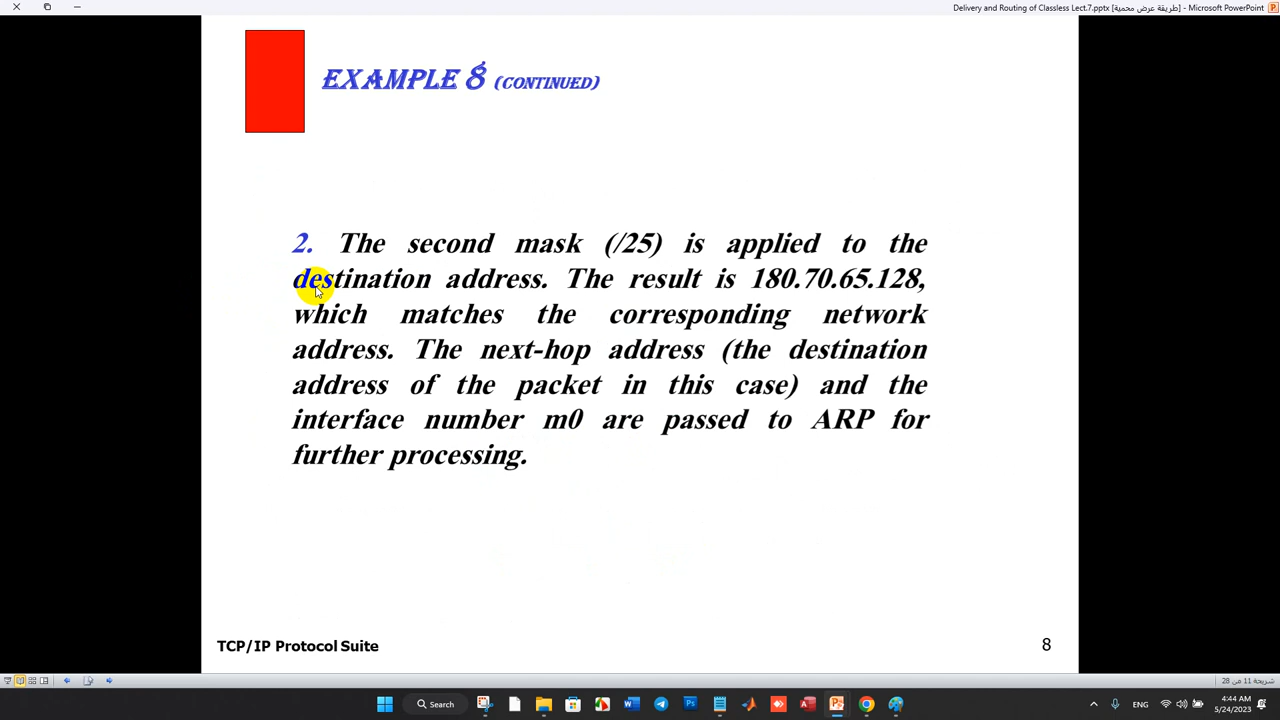 Delivery and Routing of Classless Lect.7.pptx [طريقة عرض محمية] - Microsoft PowerPoint
EXAMPLE 8 (CONTINUED)
2. The second mask (/25) is applied to the
destination address. The result is 180.70.65.128,
which matches the corresponding network
address. The next-hop address (the destination
address of the packet in this case) and the
interface number m0 are passed to ARP for
further processing.
TCP/IP Protocol Suite
8
شريحة 11 من 28
Search
ENG
4:44 AM
5/24/2023